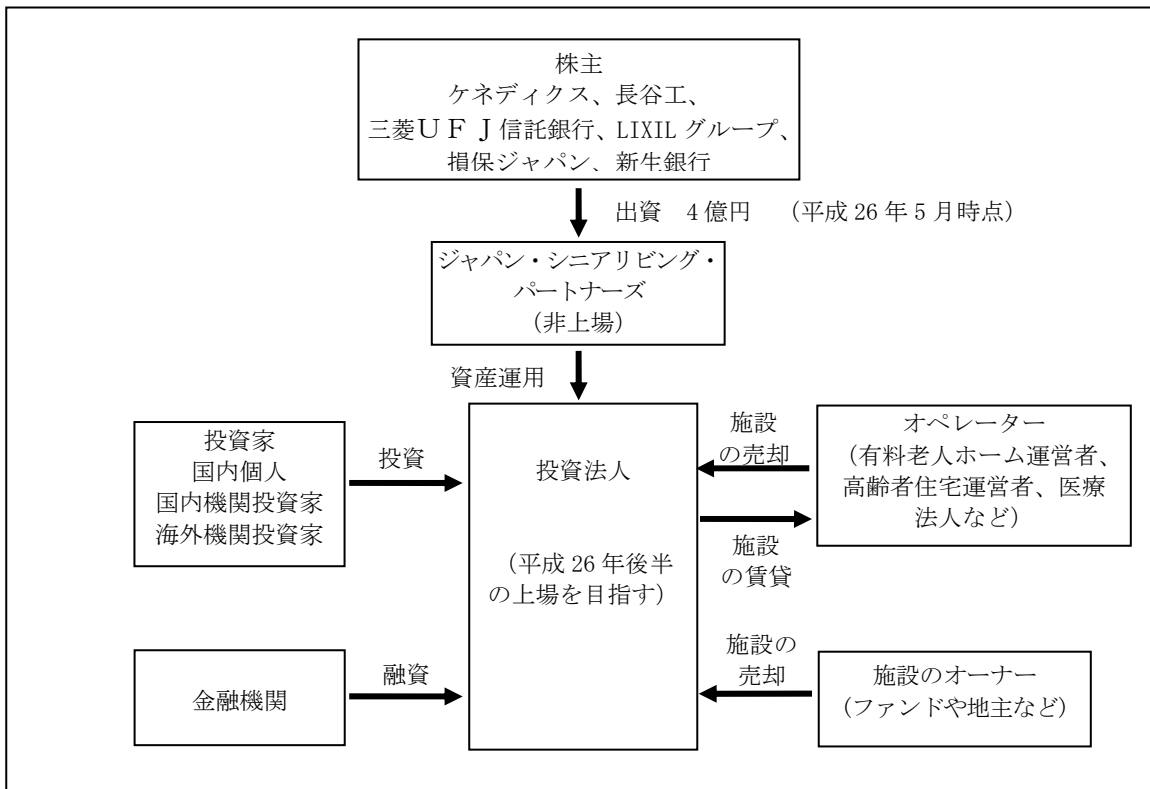 株主
ケネディクス、長谷工、
三菱ＵＦＪ信託銀行、LIXIL グループ、
損保ジャパン、新生銀行
出資　4 億円　（平成 26 年 5 月時点）
ジャパン・シニアリビング・
パートナーズ
（非上場）
資産運用
投資家
国内個人
国内機関投資家
海外機関投資家
投資
投資法人
（平成 26 年後半
の上場を目指す）
施設
の売却
施設
の賃貸
オペレーター
（有料老人ホーム運営者、
高齢者住宅運営者、医療
法人など）
金融機関
融資
施設の
売却
施設のオーナー
（ファンドや地主など）